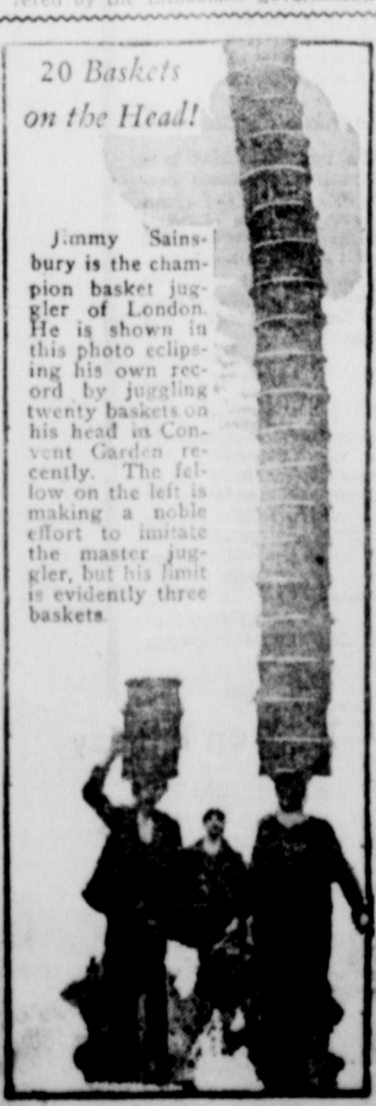 20 Baskets
on the Head!
Jimmy Sains-
bury is the cham-
pion basket jug-
gler of London.
He is shown in
this photo eclips-
ing his own rec-
ord by juggling
twenty baskets on
his head in Con-
vent Garden re-
cently. The fel-
low on the left is
making a noble
effort to imitate
the master jug-
gler, but his limit
is evidently three
baskets.